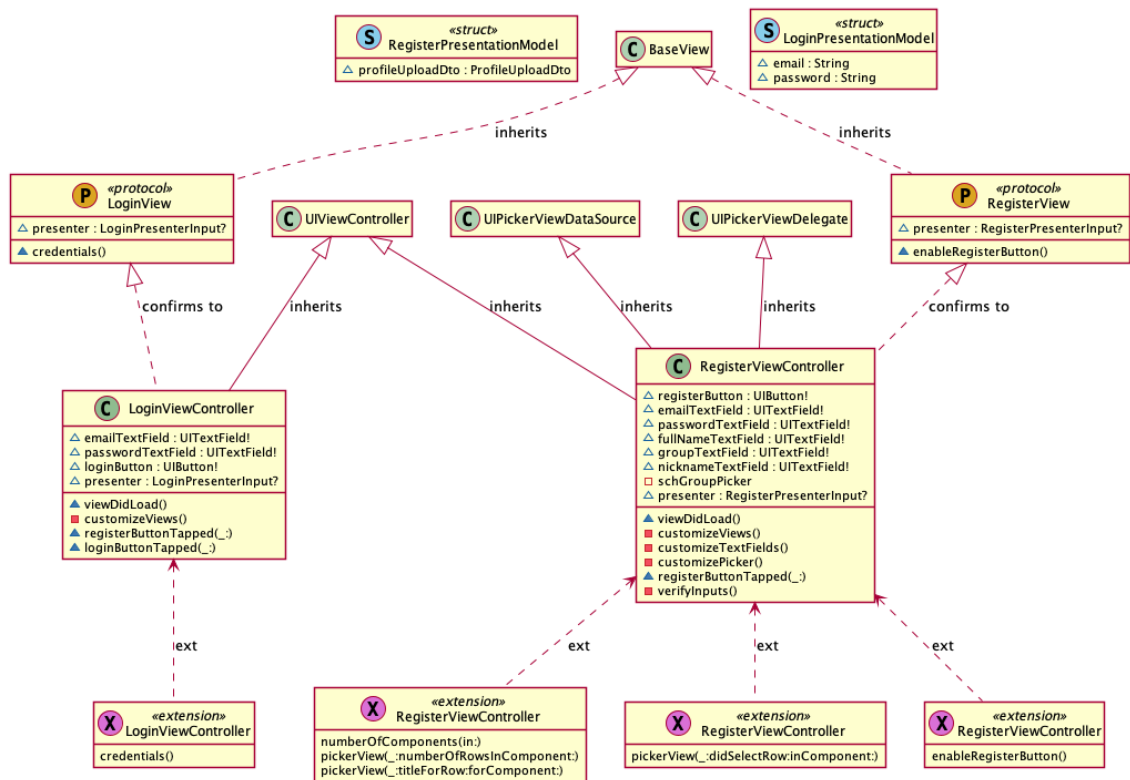 S «struct»
RegisterPresentationModel
profileUploadDto : ProfileUploadDto
C BaseView
S «struct»
LoginPresentationModel
email : String
password : String
inherits
inherits
P «protocol»
LoginView
presenter : LoginPresenterInput?
credentials()
C UIViewController
C UIPickerViewDataSource
C UIPickerViewDelegate
P «protocol»
RegisterView
presenter : RegisterPresenterInput?
enableRegisterButton()
confirms to
inherits
inherits
inherits
inherits
confirms to
C LoginViewController
emailTextField : UITextField!
passwordTextField : UITextField!
loginButton : UIButton!
presenter : LoginPresenterInput?
viewDidLoad()
customizeViews()
registerButtonTapped(_:)
loginButtonTapped(_:)
C RegisterViewController
registerButton : UIButton!
emailTextField : UITextField!
passwordTextField : UITextField!
fullNameTextField : UITextField!
groupTextField : UITextField!
nicknameTextField : UITextField!
schGroupPicker
presenter : RegisterPresenterInput?
viewDidLoad()
customizeViews()
customizeTextFields()
customizePicker()
registerButtonTapped(_:)
verifyInputs()
ext
ext
ext
ext
X «extension»
LoginViewController
credentials()
X «extension»
RegisterViewController
numberOfComponents(in:)
pickerView(_:numberOfRowsInComponent:)
pickerView(_:titleForRow:forComponent:)
X «extension»
RegisterViewController
pickerView(_:didSelectRow:inComponent:)
X «extension»
RegisterViewController
enableRegisterButton()